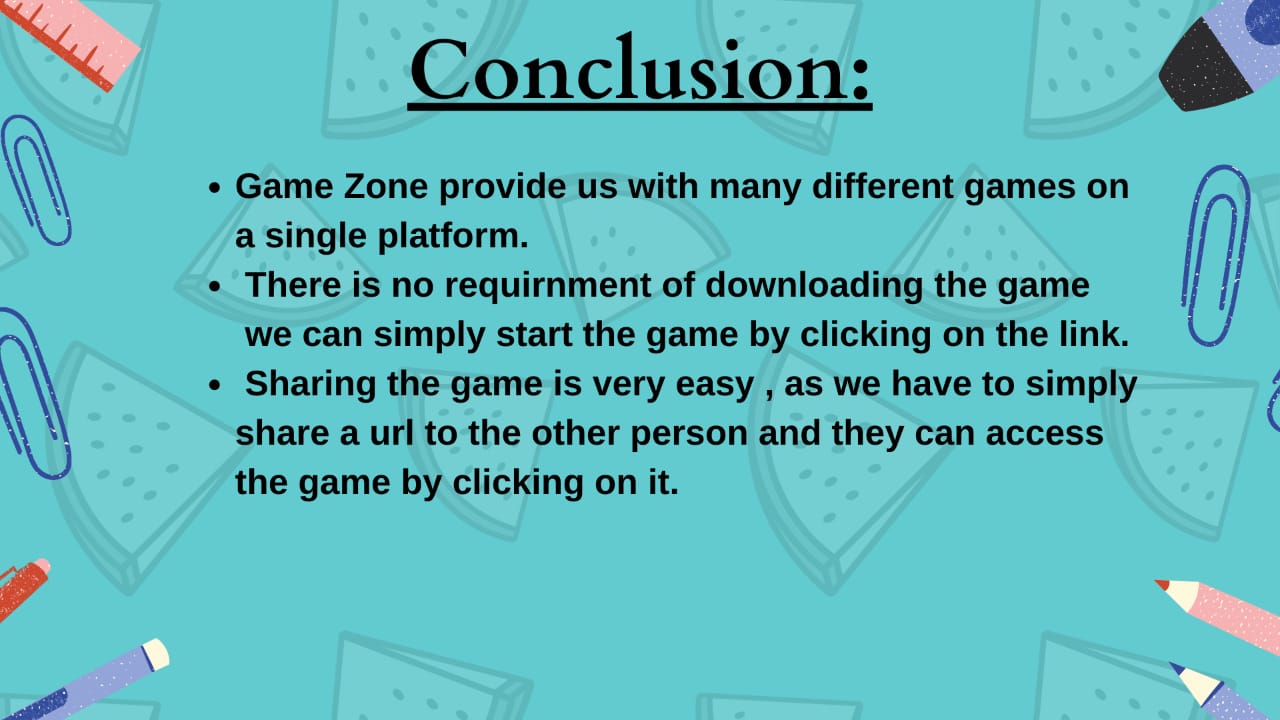 Conclusion:
• Game Zone provide us with many different games on
a single platform.
• There is no requirnment of downloading the game
we can simply start the game by clicking on the link.
• Sharing the game is very easy , as we have to simply
share a url to the other person and they can access
the game by clicking on it.